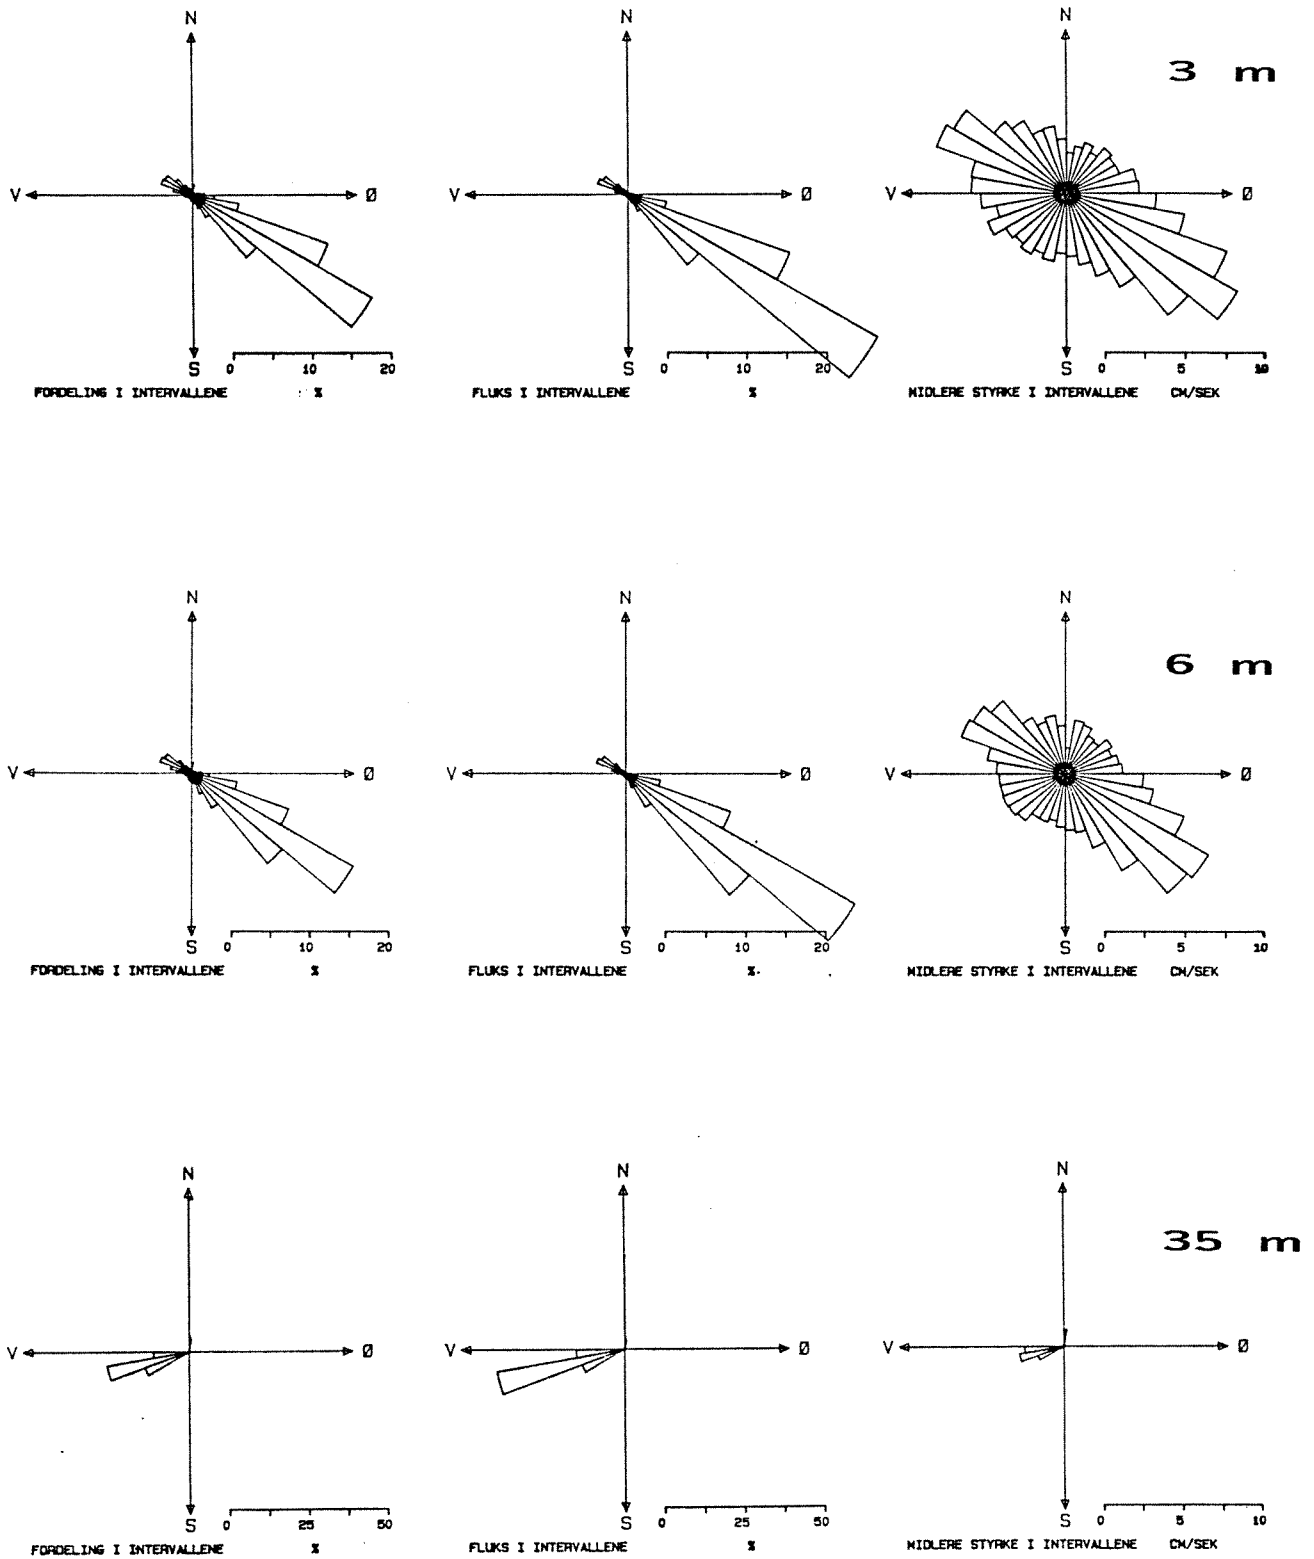 N N N
3 m
V Ø V Ø V Ø
S 0 10 20 S 0 10 20 S 0 5 10
FORDELING I INTERVALLENE % FLUKS I INTERVALLENE % MIDLERE STYRKE I INTERVALLENE CM/SEK
N N N
6 m
V Ø V Ø V Ø
S 0 10 20 S 0 10 20 S 0 5 10
FORDELING I INTERVALLENE % FLUKS I INTERVALLENE % MIDLERE STYRKE I INTERVALLENE CM/SEK
N N N
35 m
V Ø V Ø V Ø
S 0 25 50 S 0 25 50 S 0 5 10
FORDELING I INTERVALLENE % FLUKS I INTERVALLENE % MIDLERE STYRKE I INTERVALLENE CM/SEK